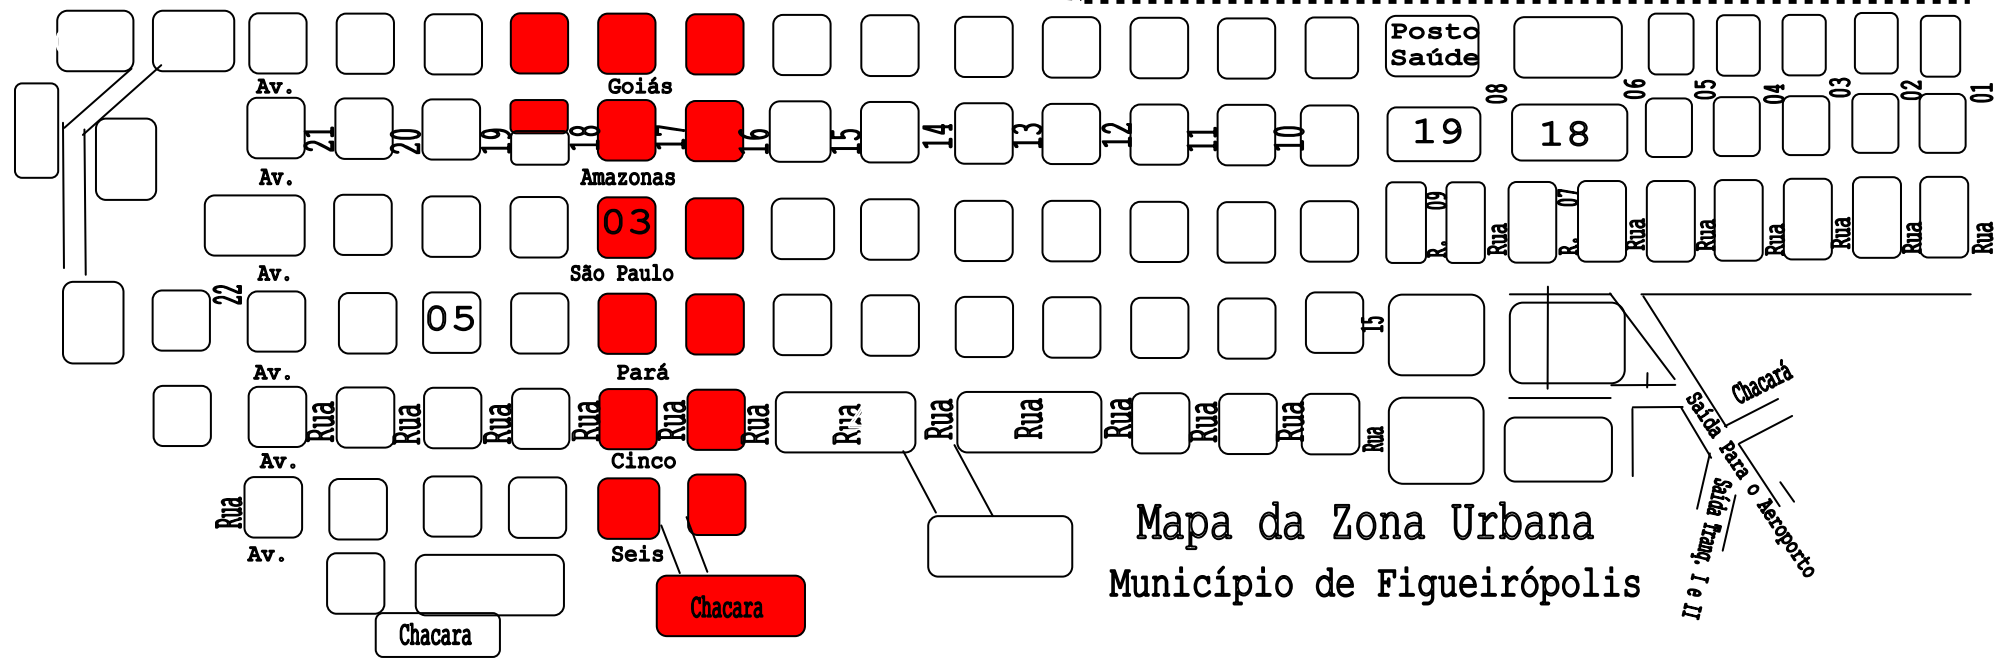 Posto
Saúde
Av. Goiás
08 06 05 04 03 02 01
21 20 19 18 17 16 15 14 13 12 11 10
19 18
Av. Amazonas
03
R. 09 Rua R. 07 Rua Rua Rua Rua Rua Rua
Av. São Paulo
22
05
15
Av. Pará
Rua Rua Rua Rua Rua Rua Rua Rua Rua Rua Rua Rua Rua
Chacará
Saída Para o Aeroporto
Saída Tranq. I e II
Av. Cinco
Rua
Av. Seis
Mapa da Zona Urbana
Município de Figueirópolis
Chacara
Chacara